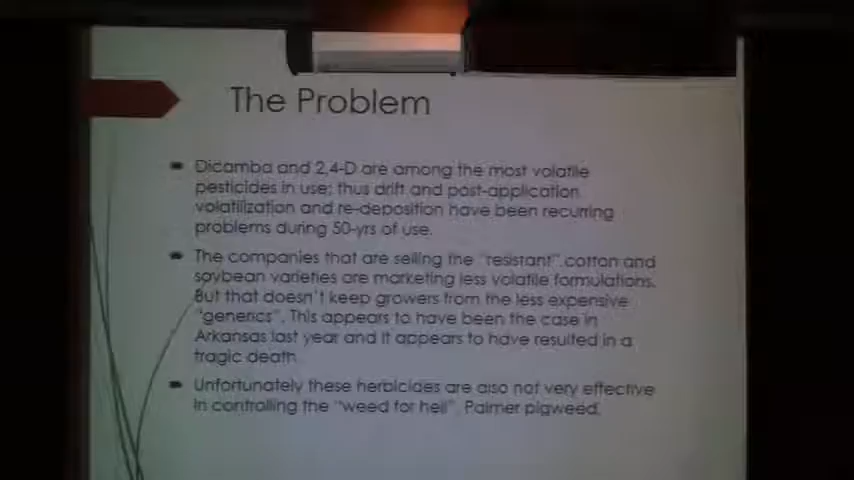 The Problem
Dicamba and 2,4-D are among the most volatile
pesticides in use; thus drift and post-application
volatilization and re-deposition have been recurring
problems during 50-yrs of use.
The companies that are selling the "resistant" cotton and
soybean varieties are marketing less volatile formulations.
But that doesn't keep growers from the less expensive
"generics". This appears to have been the case in
Arkansas last year and it appears to have resulted in a
tragic death
Unfortunately these herbicides are also not very effective
in controlling the "weed for hell", Palmer pigweed.